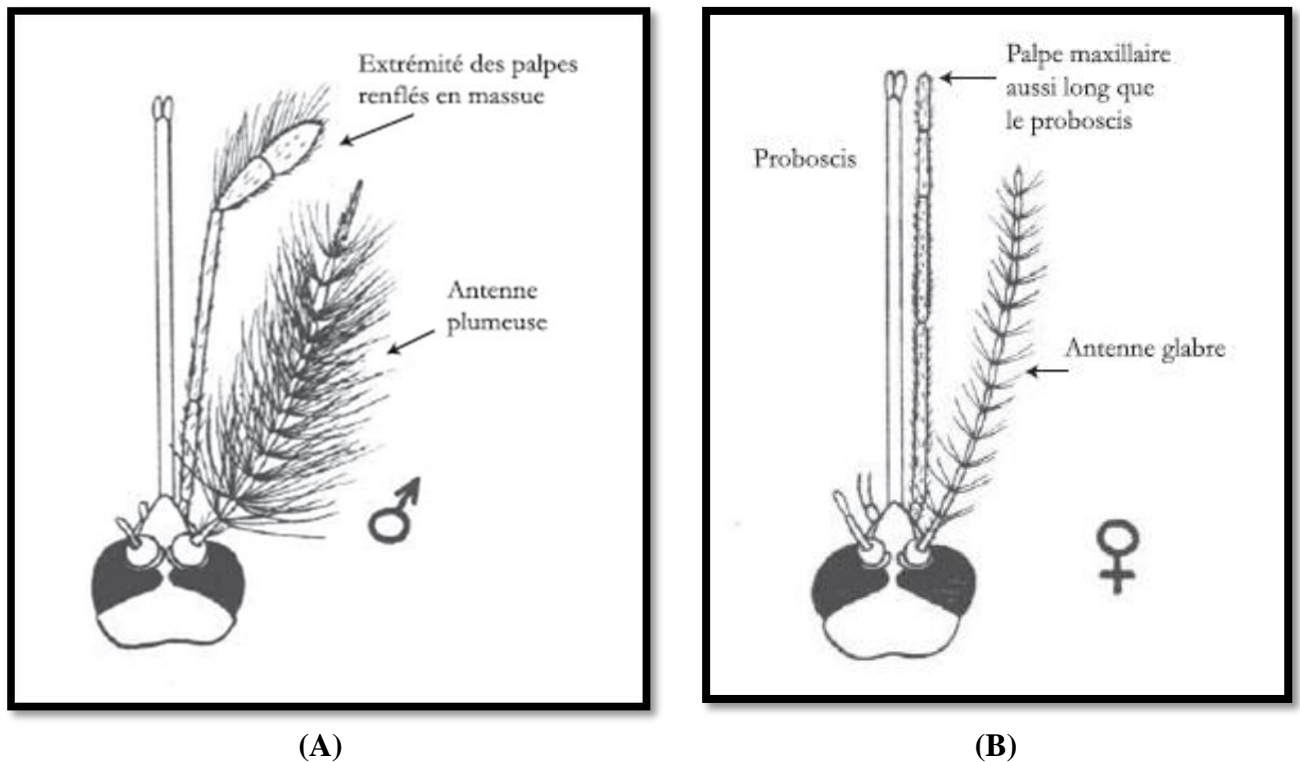 Extrémité des palpes
renflés en massue
Antenne
plumeuse
(A)
Palpe maxillaire
aussi long que
le proboscis
Proboscis
Antenne glabre
(B)